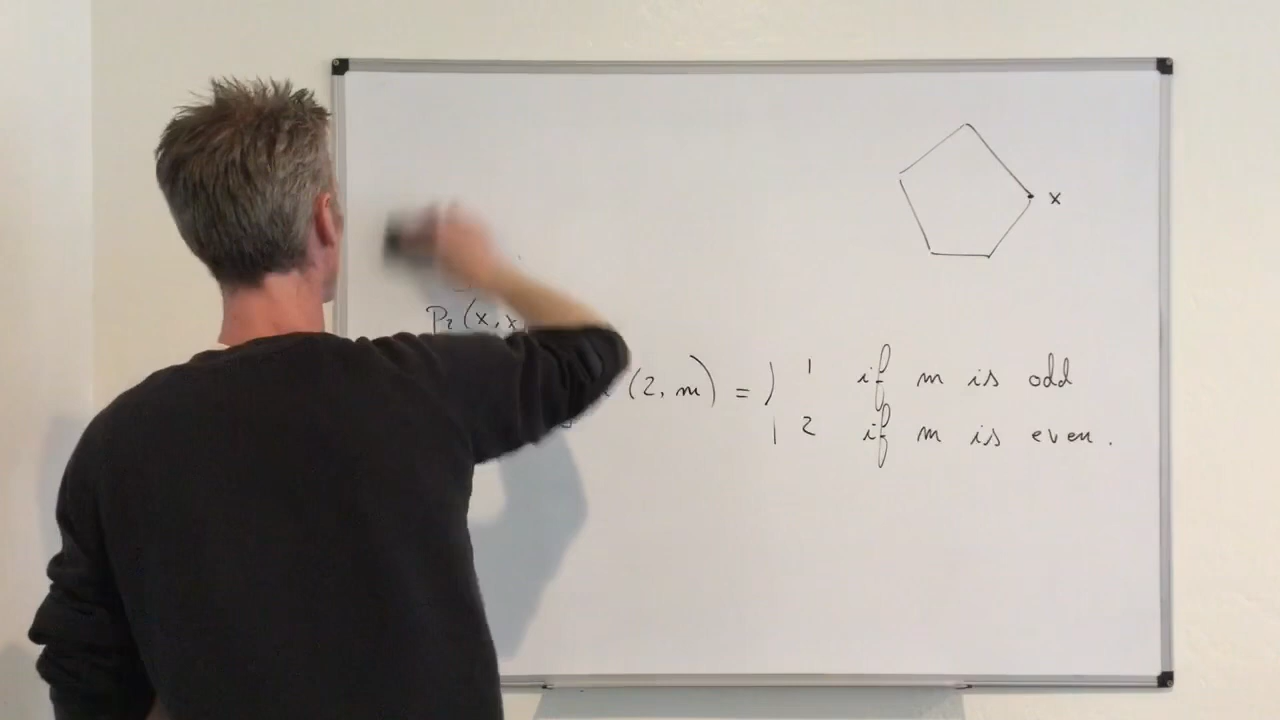 x
P₂(x,x
(2, m) = { 1 if m is odd
2 if m is even.